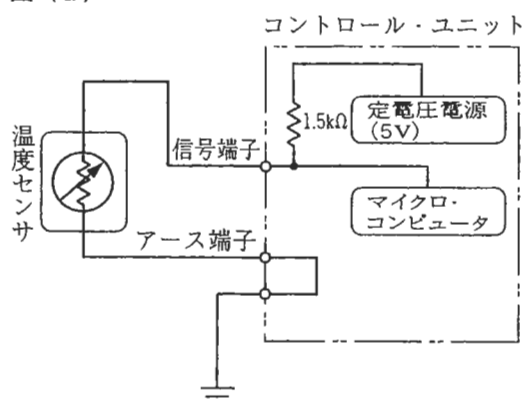 コントロール・ユニット
1.5kΩ
定電圧電源
(5V)
温度センサ
信号端子
マイクロ・
コンピュータ
アース端子